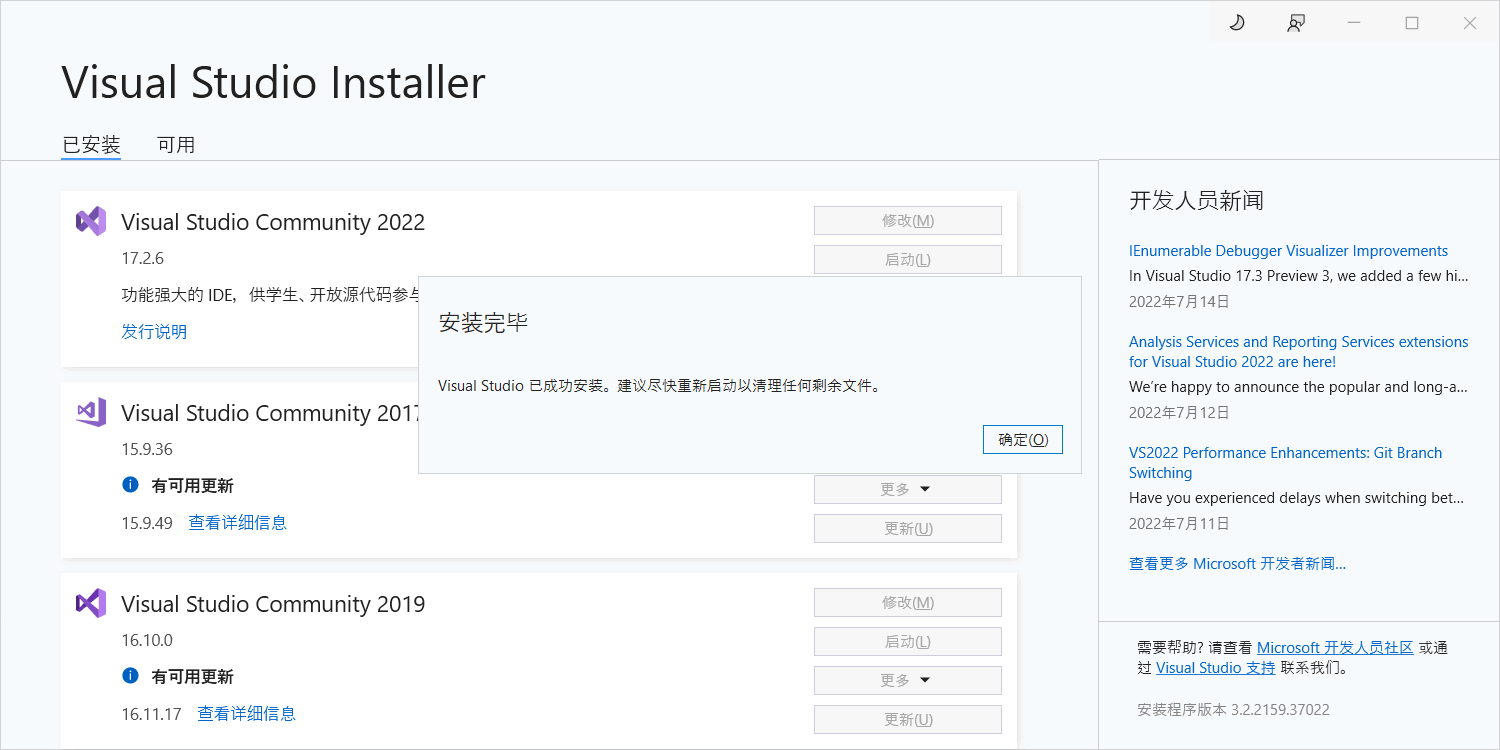 Visual Studio Installer
已安装
可用
Visual Studio Community 2022
17.2.6
功能强大的 IDE, 供学生、开放源代码参与
发行说明
修改(M)
启动(L)
安装完毕
Visual Studio 已成功安装。建议尽快重新启动以清理任何剩余文件。
确定(O)
Visual Studio Community 2017
15.9.36
有可用更新
15.9.49 查看详细信息
更多
更新(U)
Visual Studio Community 2019
16.10.0
有可用更新
16.11.17 查看详细信息
修改(M)
启动(L)
更多
更新(U)
开发人员新闻
IEnumerable Debugger Visualizer Improvements
In Visual Studio 17.3 Preview 3, we added a few hi...
2022年7月14日
Analysis Services and Reporting Services extensions
for Visual Studio 2022 are here!
We're happy to announce the popular and long-a...
2022年7月12日
VS2022 Performance Enhancements: Git Branch
Switching
Have you experienced delays when switching bet...
2022年7月11日
查看更多 Microsoft 开发者新闻...
需要帮助? 请查看 Microsoft 开发人员社区 或通
过 Visual Studio 支持 联系我们。
安装程序版本 3.2.2159.37022